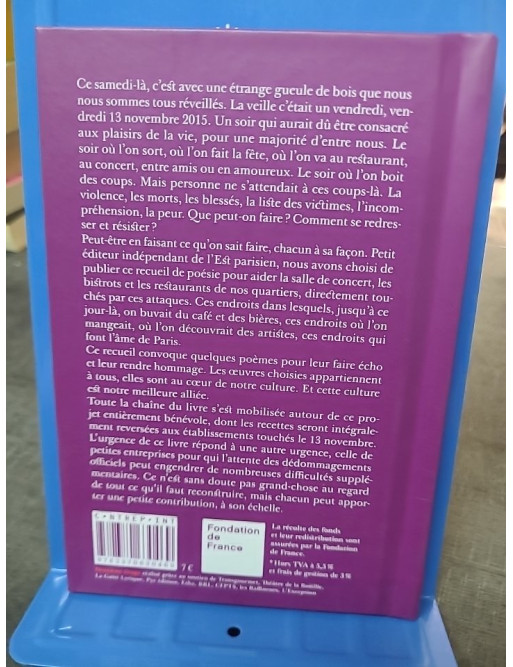 Ce samedi-là, c'est avec une étrange gueule de bois que nous
nous sommes tous réveillés. La veille c'était un vendredi, ven-
dredi 13 novembre 2015. Un soir qui aurait dû être consacré
aux plaisirs de la vie, pour une majorité d'entre nous. Le
soir où l'on sort, où l'on fait la fête, où l'on va au restaurant,
au concert, entre amis ou en amoureux. Le soir où l'on boit
des coups. Mais personne ne s'attendait à ces coups-là. La
violence, les morts, les blessés, la liste des victimes, l'incom-
préhension, la peur. Que peut-on faire ? Comment se redres-
ser et résister ?
Peut-être en faisant ce qu'on sait faire, chacun à sa façon. Petit
éditeur indépendant de l'Est parisien, nous avons choisi de
publier ce recueil de poésie pour aider la salle de concert, les
bistrots et les restaurants de nos quartiers, directement tou-
chés par ces attaques. Ces endroits dans lesquels, jusqu'à ce
jour-là, on buvait du café et des bières, ces endroits où l'on
mangeait, où l'on découvrait des artistes, ces endroits qui
font l'âme de Paris.
Ce recueil convoque quelques poèmes pour leur faire écho
et leur rendre hommage. Les œuvres choisies appartiennent
à tous, elles sont au cœur de notre culture. Et cette culture
est notre meilleure alliée.
Toute la chaîne du livre s'est mobilisée autour de ce pro-
jet entièrement bénévole, dont les recettes seront intégrale-
ment reversées aux établissements touchés le 13 novembre.
L'urgence de ce livre répond à une autre urgence, celle de
petites entreprises pour qui l'attente des dédommagements
officiels peut engendrer de nombreuses difficultés supplé-
mentaires. Ce n'est sans doute pas grand-chose au regard
de tout ce qu'il faut reconstruire, mais chacun peut appor-
ter une petite contribution, à son échelle.
7 €
Fondation
de
France
La récolte des fonds
et leur redistribution sont
assurées par la Fondation
de France.
* Hors TVA à 5,5 %
et frais de gestion de 3 %
réalisé grâce au soutien de Transgourmet, Théâtre de la Bastille,